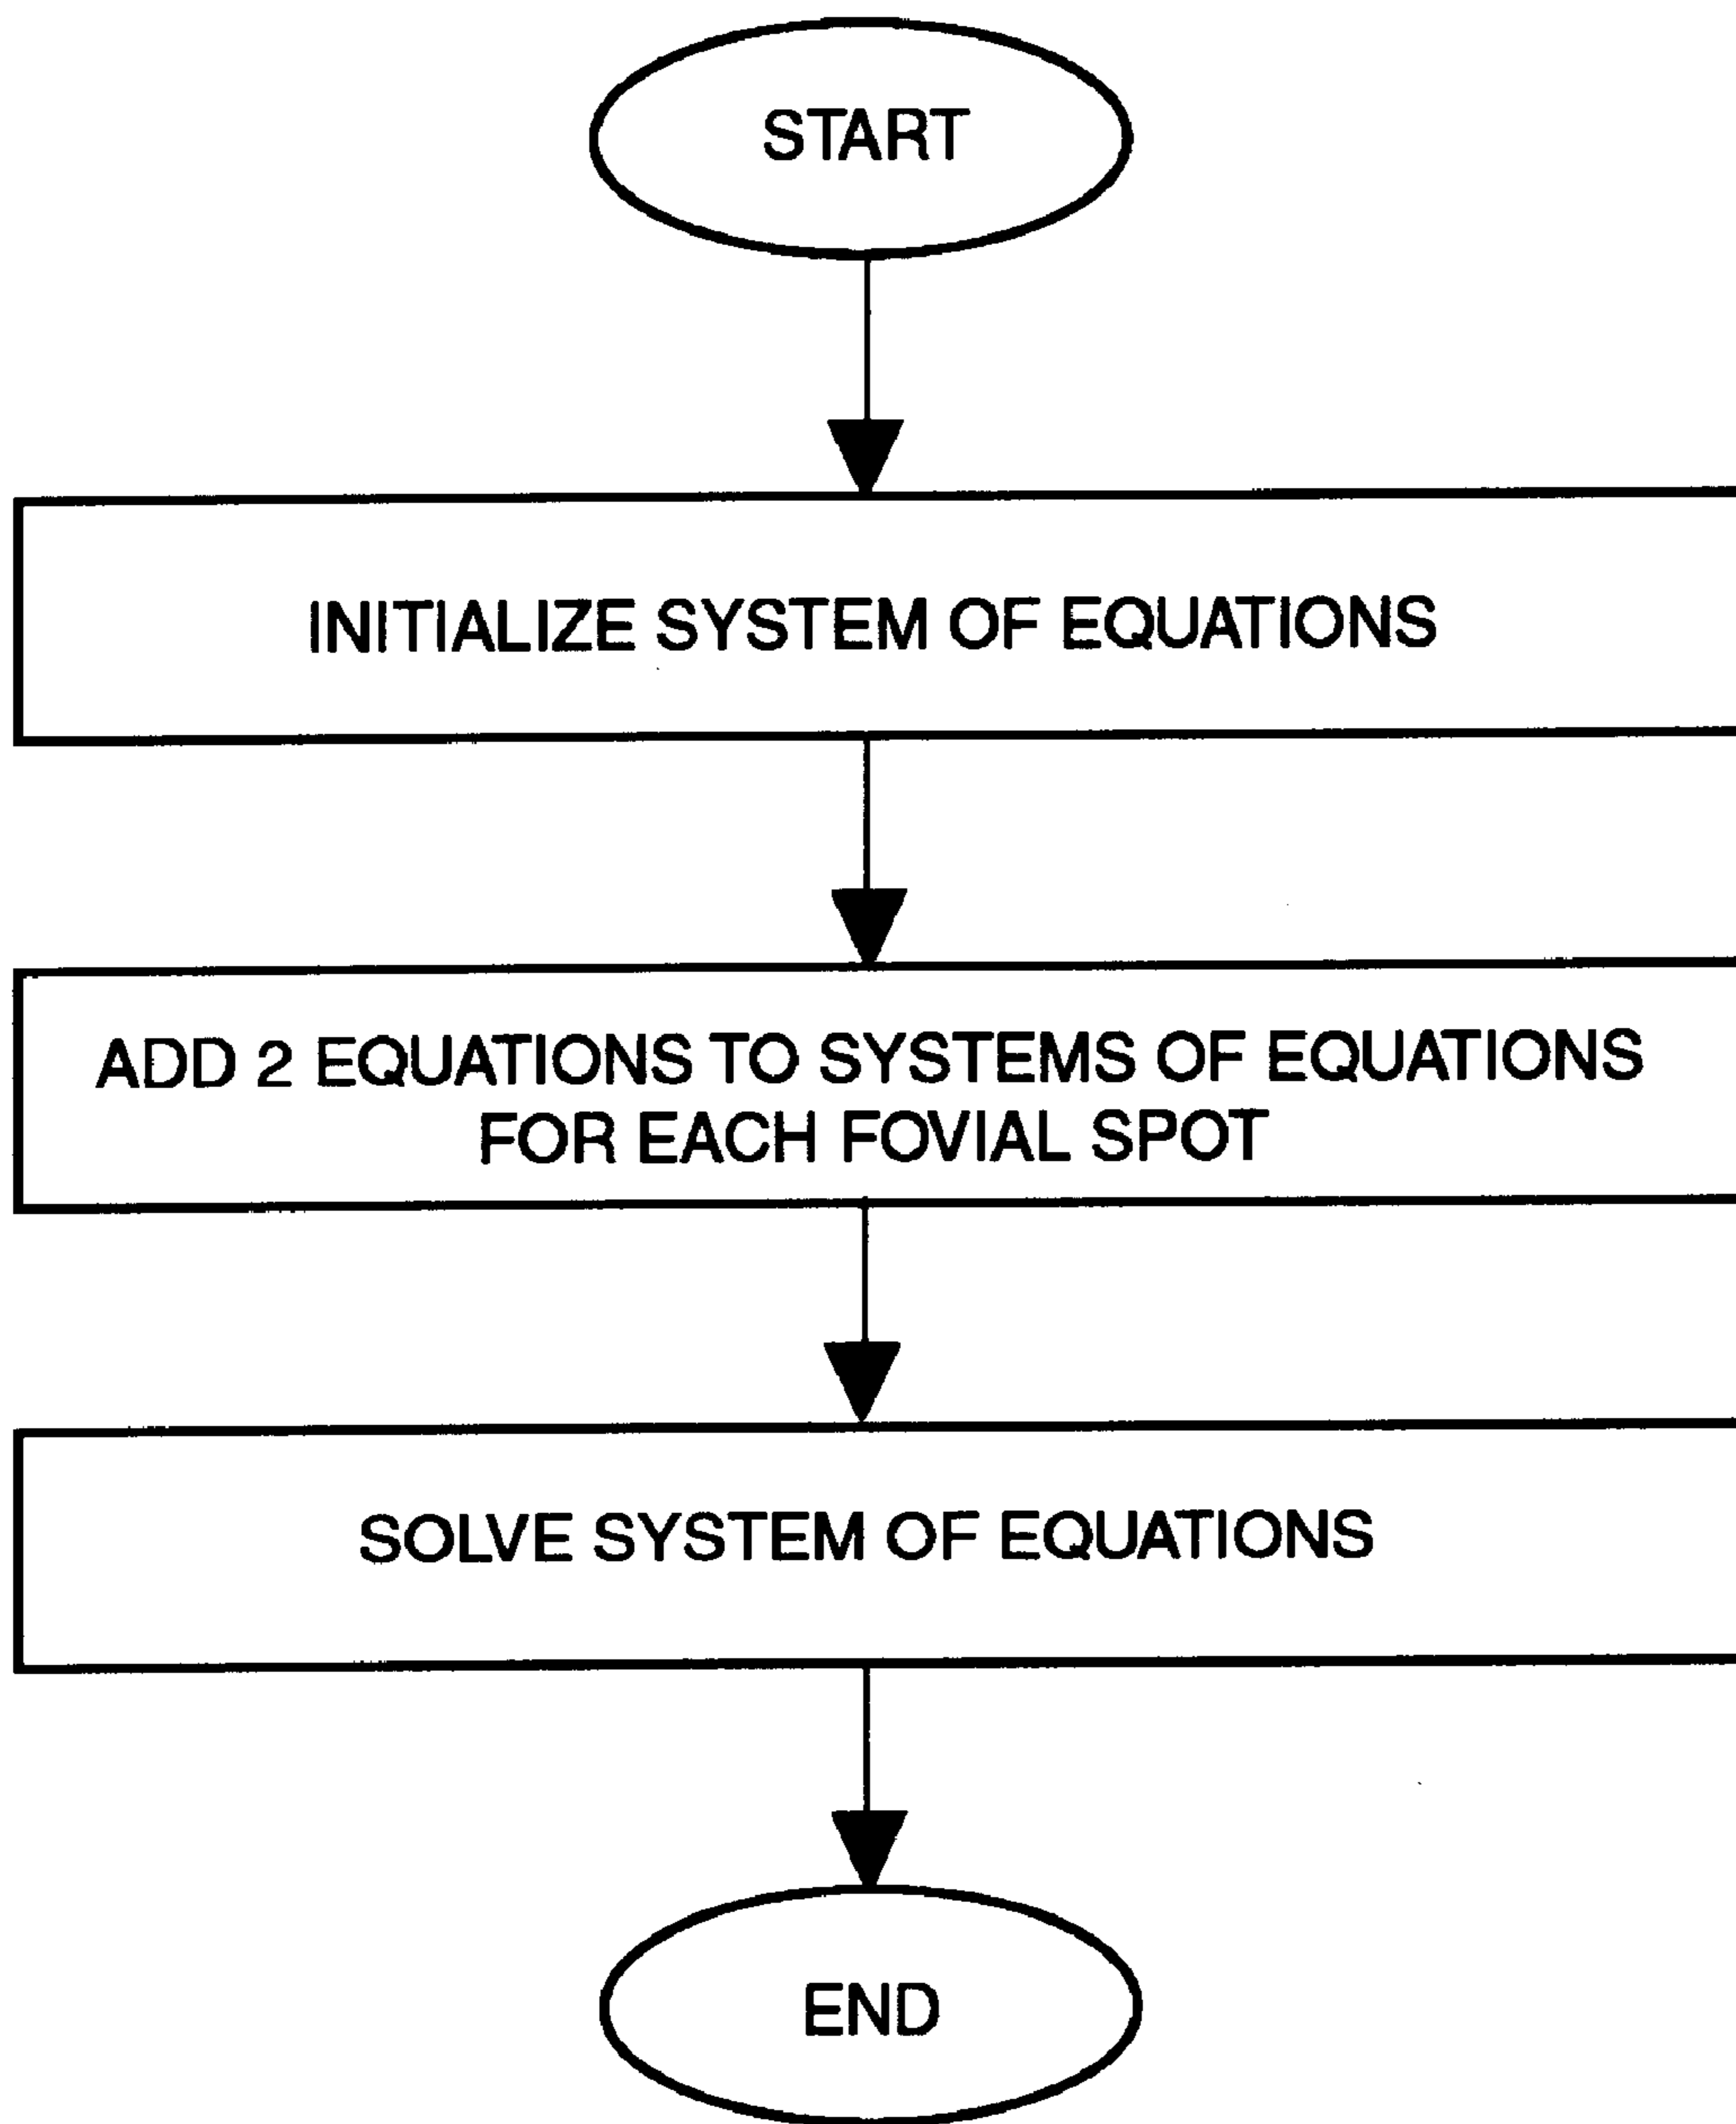 START
INITIALIZE SYSTEM OF EQUATIONS
ADD 2 EQUATIONS TO SYSTEMS OF EQUATIONS
FOR EACH FOVIAL SPOT
SOLVE SYSTEM OF EQUATIONS
END